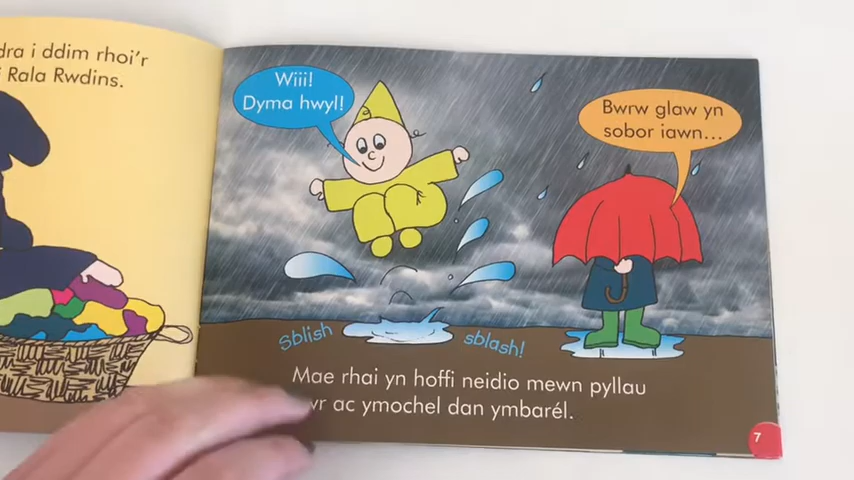 i ddim rhoi'r
Rala Rwdins.
Wiii!
Dyma hwyl!
Bwrw glaw yn
sobor iawn...
Sblish
sblash!
Mae rhai yn hoffi neidio mewn pyllau
ac ymochel dan ymbarél.
7